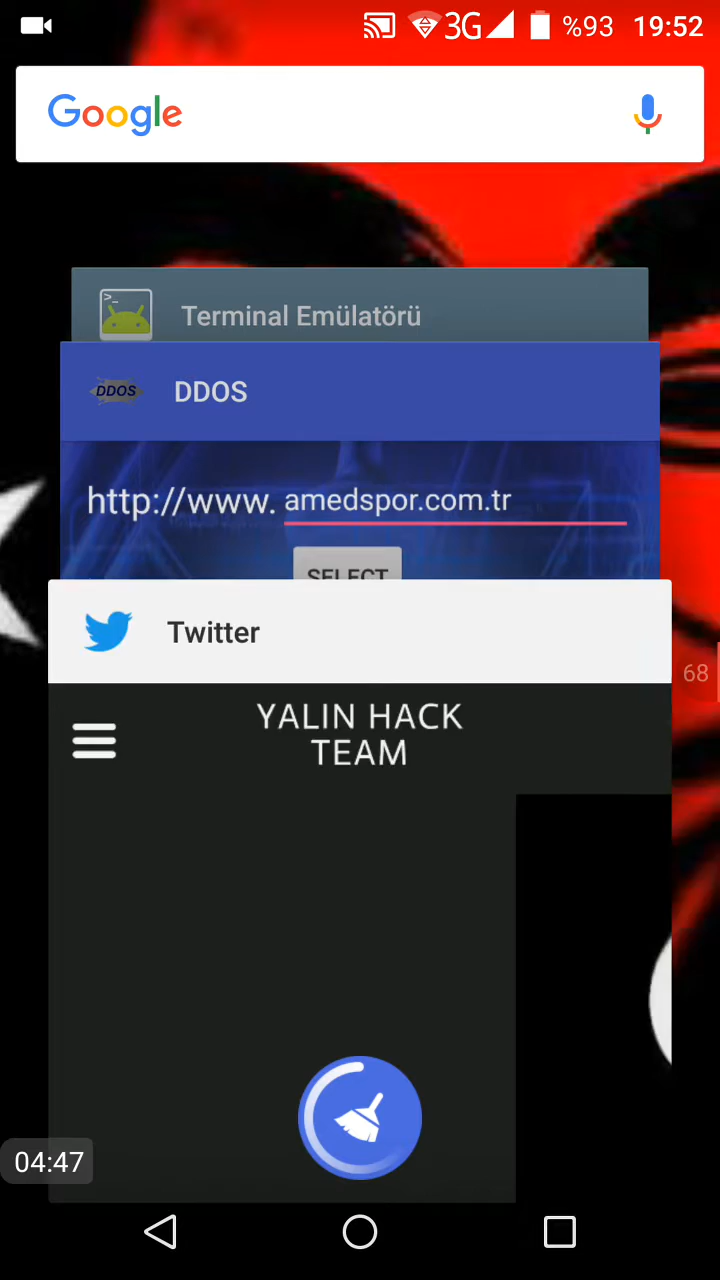 3G %93 19:52
Google
Terminal Emülatörü
DDOS DDOS
http://www. amedspor.com.tr
SELECT
Twitter
68
YALIN HACK
TEAM
04:47